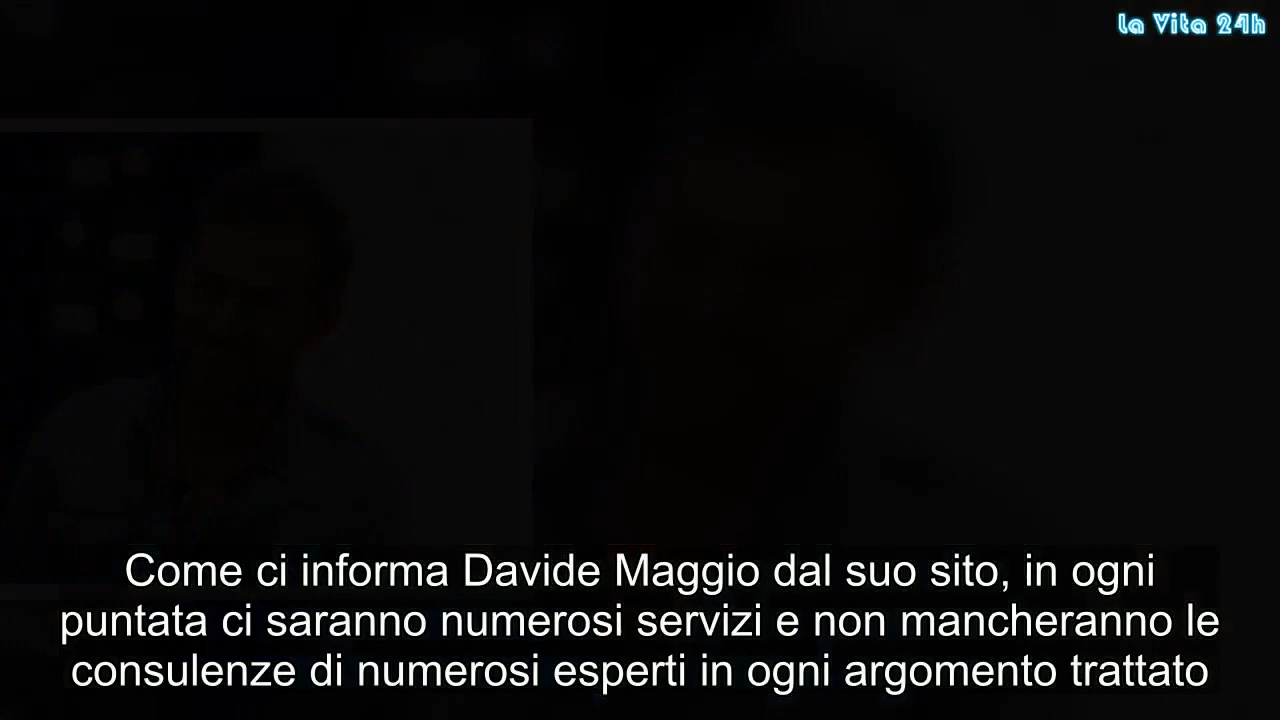 La Vita 24h
Come ci informa Davide Maggio dal suo sito, in ogni
puntata ci saranno numerosi servizi e non mancheranno le
consulenze di numerosi esperti in ogni argomento trattato